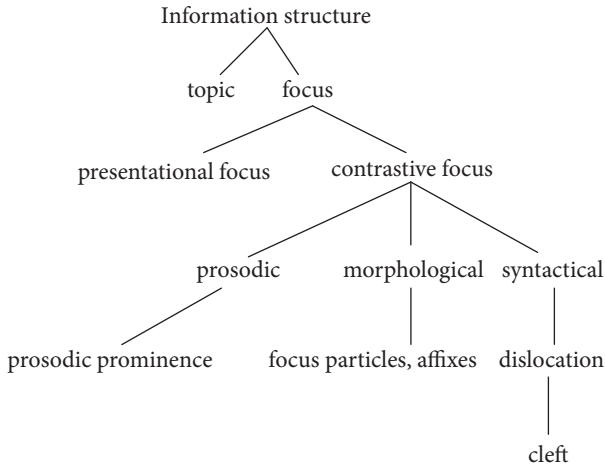 Information structure
topic focus
presentational focus contrastive focus
prosodic morphological syntactical
prosodic prominence focus particles, affixes dislocation
cleft